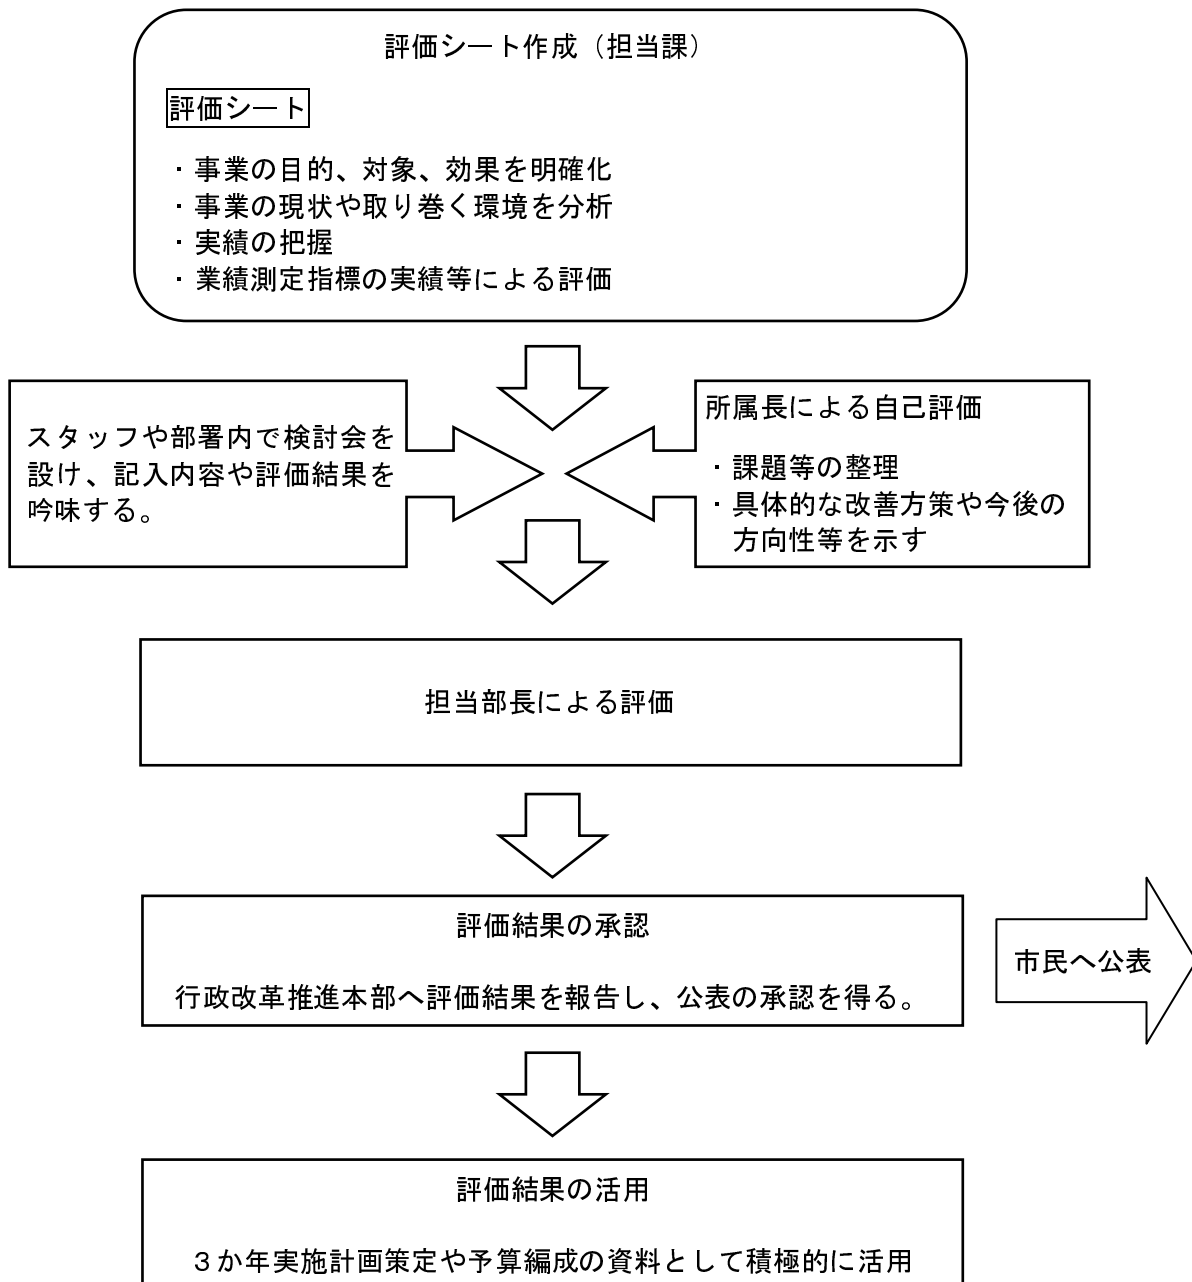 評価シート作成（担当課）
評価シート
・事業の目的、対象、効果を明確化
・事業の現状や取り巻く環境を分析
・実績の把握
・業績測定指標の実績等による評価
スタッフや部署内で検討会を
設け、記入内容や評価結果を
吟味する。
所属長による自己評価
・課題等の整理
・具体的な改善方策や今後の
方向性等を示す
担当部長による評価
評価結果の承認
行政改革推進本部へ評価結果を報告し、公表の承認を得る。
市民へ公表
評価結果の活用
３か年実施計画策定や予算編成の資料として積極的に活用